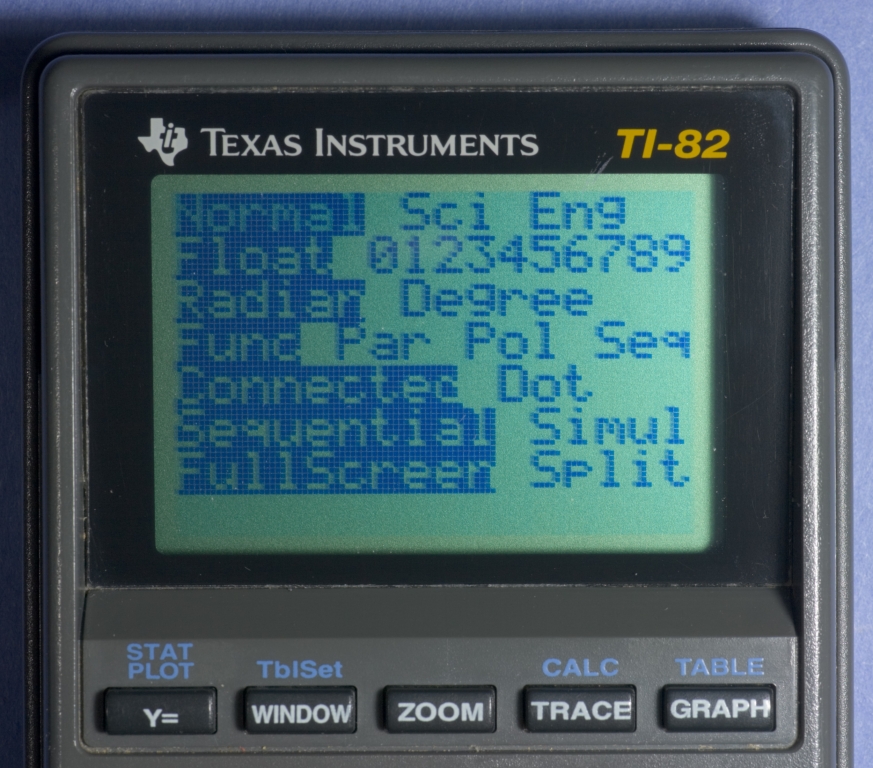 TEXAS INSTRUMENTS TI-82
Normal Sci Eng
Float 0123456789
Radian Degree
Func Par Pol Seq
Connected Dot
Sequential Simul
FullScreen Split
STAT PLOT TblSet CALC TABLE
Y= WINDOW ZOOM TRACE GRAPH